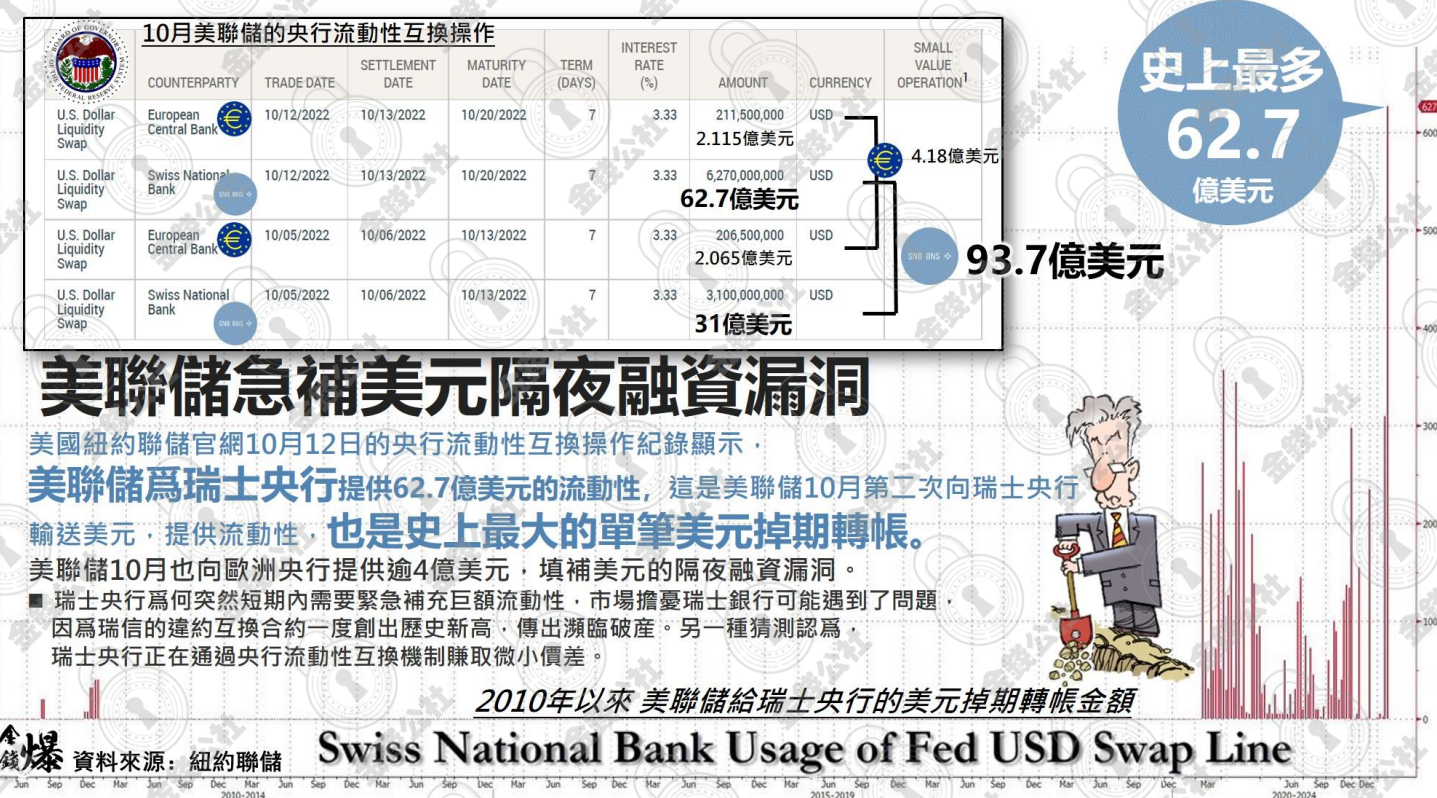 10月美聯儲的央行流動性互換操作
COUNTERPARTY TRADE DATE SETTLEMENT DATE MATURITY DATE TERM (DAYS) INTEREST RATE (%) AMOUNT CURRENCY SMALL VALUE OPERATION¹
U.S. Dollar Liquidity Swap European Central Bank 10/12/2022 10/13/2022 10/20/2022 7 3.33 211,500,000 USD
2.115億美元
4.18億美元
U.S. Dollar Liquidity Swap Swiss National Bank 10/12/2022 10/13/2022 10/20/2022 7 3.33 6,270,000,000 USD
62.7億美元
U.S. Dollar Liquidity Swap European Central Bank 10/05/2022 10/06/2022 10/13/2022 7 3.33 206,500,000 USD
2.065億美元
SNB BNS
93.7億美元
U.S. Dollar Liquidity Swap Swiss National Bank 10/05/2022 10/06/2022 10/13/2022 7 3.33 3,100,000,000 USD
31億美元
史上最多
62.7
億美元
美聯儲急補美元隔夜融資漏洞
美國紐約聯儲官網10月12日的央行流動性互換操作紀錄顯示，
美聯儲爲瑞士央行提供62.7億美元的流動性，這是美聯儲10月第二次向瑞士央行
輸送美元，提供流動性，也是史上最大的單筆美元掉期轉帳。
美聯儲10月也向歐洲央行提供逾4億美元，填補美元的隔夜融資漏洞。
■ 瑞士央行爲何突然短期內需要緊急補充巨額流動性，市場擔憂瑞士銀行可能遇到了問題，
因爲瑞信的違約互換合約一度創出歷史新高，傳出瀕臨破産。另一種猜測認爲，
瑞士央行正在通過央行流動性互換機制賺取微小價差。
2010年以來 美聯儲給瑞士央行的美元掉期轉帳金額
金錢爆 資料來源：紐約聯儲
Swiss National Bank Usage of Fed USD Swap Line
627
600
500
400
300
200
100
0
Jun Sep Dec Mar Jun Sep Dec Mar Jun Sep Dec Mar Jun Sep Dec Mar Jun Sep Dec Mar Jun Sep Dec Mar Jun Sep Dec Mar Jun Sep Dec Mar Jun Sep Dec Dec
2010-2014 2015-2019 2020-2024
金錢公社